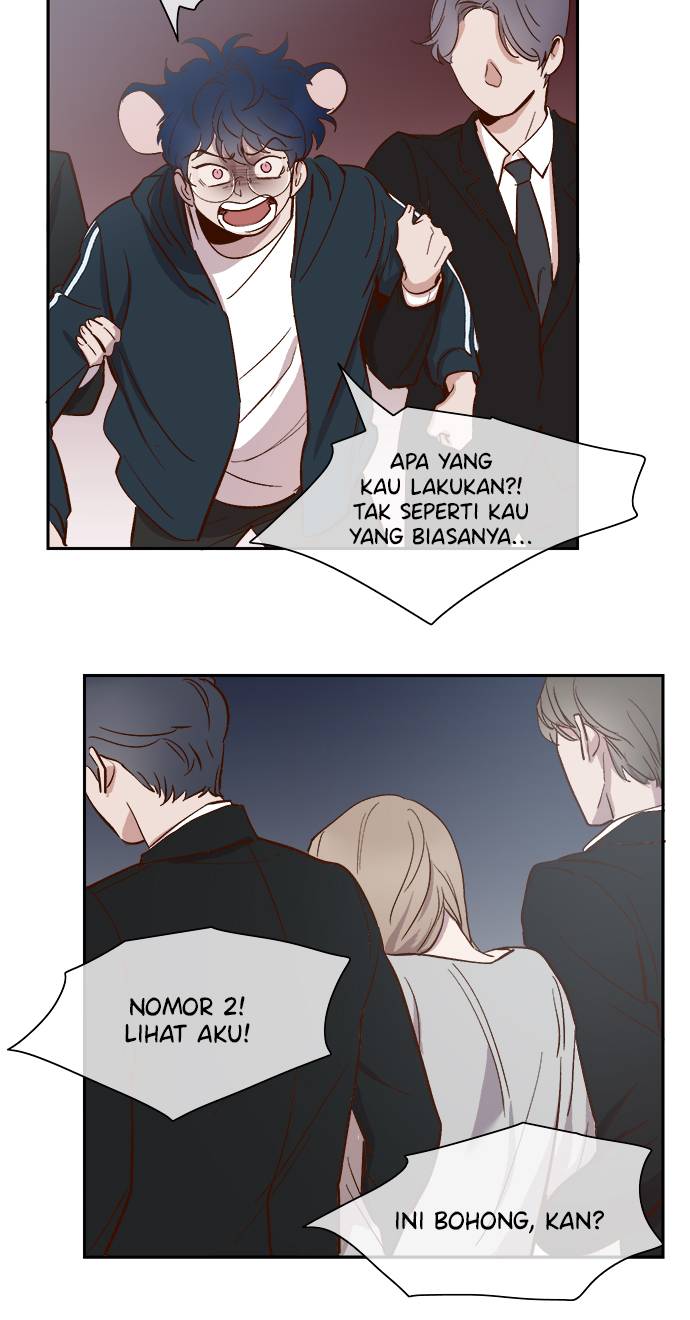 APA YANG
KAU LAKUKAN?!
TAK SEPERTI KAU
YANG BIASANYA...
NOMOR 2!
LIHAT AKU!
INI BOHONG, KAN?